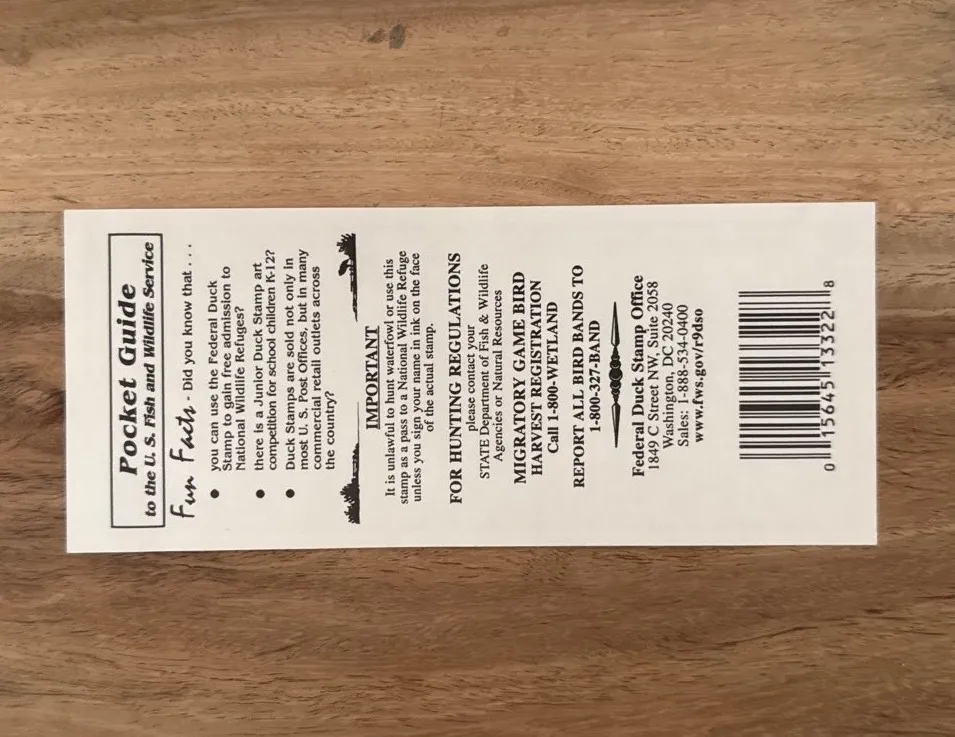 Pocket Guide
to the U. S. Fish and Wildlife Service
Fun Facts - Did you know that . . .
• you can use the Federal Duck
Stamp to gain free admission to
National Wildlife Refuges?
• there is a Junior Duck Stamp art
competition for school children K-12?
• Duck Stamps are sold not only in
most U. S. Post Offices, but in many
commercial retail outlets across
the country?
IMPORTANT
It is unlawful to hunt waterfowl or use this
stamp as a pass to a National Wildlife Refuge
unless you sign your name in ink on the face
of the actual stamp.
FOR HUNTING REGULATIONS
please contact your
STATE Department of Fish & Wildlife
Agencies or Natural Resources
MIGRATORY GAME BIRD
HARVEST REGISTRATION
Call 1-800-WETLAND
REPORT ALL BIRD BANDS TO
1-800-327-BAND
Federal Duck Stamp Office
1849 C Street NW, Suite 2058
Washington, DC 20240
Sales: 1-888-534-0400
www.fws.gov/r9dso
0 15645 13322 8